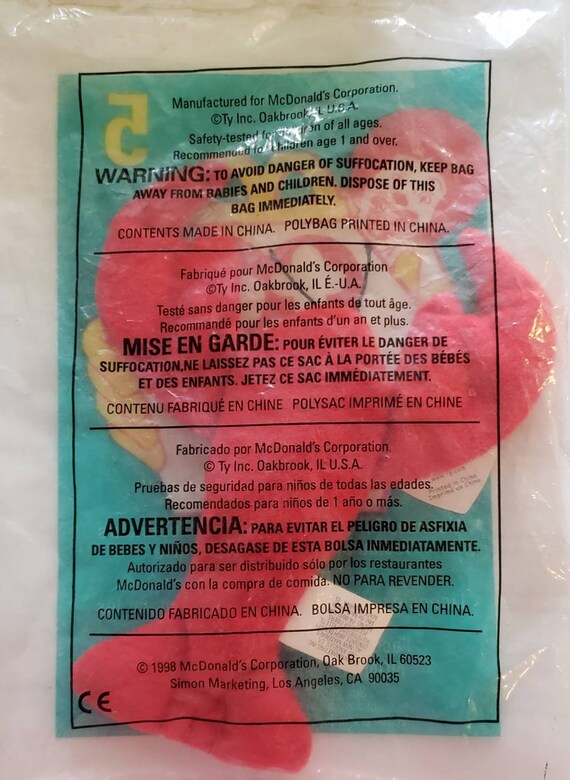 5
Manufactured for McDonald's Corporation.
©Ty Inc. Oakbrook, IL U.S.A.
Safety-tested for children of all ages.
Recommended for children age 1 and over.
WARNING: TO AVOID DANGER OF SUFFOCATION, KEEP BAG
AWAY FROM BABIES AND CHILDREN. DISPOSE OF THIS
BAG IMMEDIATELY.
CONTENTS MADE IN CHINA. POLYBAG PRINTED IN CHINA.
Fabriqué pour McDonald's Corporation
©Ty Inc. Oakbrook, IL É.-U.A.
Testé sans danger pour les enfants de tout âge.
Recommandé pour les enfants d'un an et plus.
MISE EN GARDE: POUR ÉVITER LE DANGER DE
SUFFOCATION,NE LAISSEZ PAS CE SAC À LA PORTÉE DES BÉBÉS
ET DES ENFANTS. JETEZ CE SAC IMMÉDIATEMENT.
CONTENU FABRIQUÉ EN CHINE POLYSAC IMPRIMÉ EN CHINE
Fabricado por McDonald's Corporation.
© Ty Inc. Oakbrook, IL U.S.A.
Pruebas de seguridad para niños de todas las edades.
Recomendados para niños de 1 año o más.
ADVERTENCIA: PARA EVITAR EL PELIGRO DE ASFIXIA
DE BEBES Y NIÑOS, DESAGASE DE ESTA BOLSA INMEDIATAMENTE.
Autorizado para ser distribuido sólo por los restaurantes
McDonald's con la compra de comida. NO PARA REVENDER.
CONTENIDO FABRICADO EN CHINA. BOLSA IMPRESA EN CHINA.
Printed in China
Imprimé en Chine
© 1998 McDonald's Corporation, Oak Brook, IL 60523
Simon Marketing, Los Angeles, CA 90035
CE